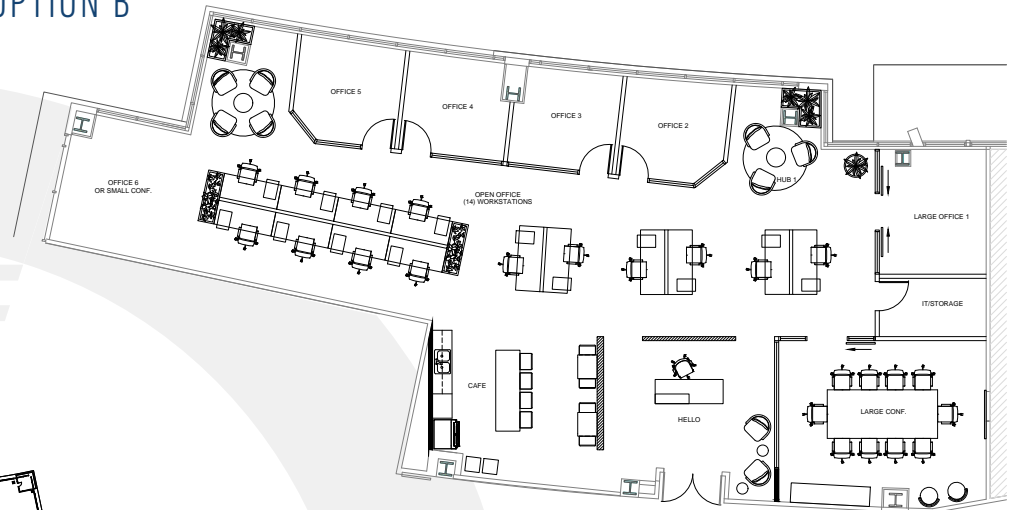 OPTION B
OFFICE 5
OFFICE 4
OFFICE 3
OFFICE 2
OFFICE 6
OR SMALL CONF.
HUB 1
OPEN OFFICE
(14) WORKSTATIONS
LARGE OFFICE 1
IT/STORAGE
CAFE
HELLO
LARGE CONF.